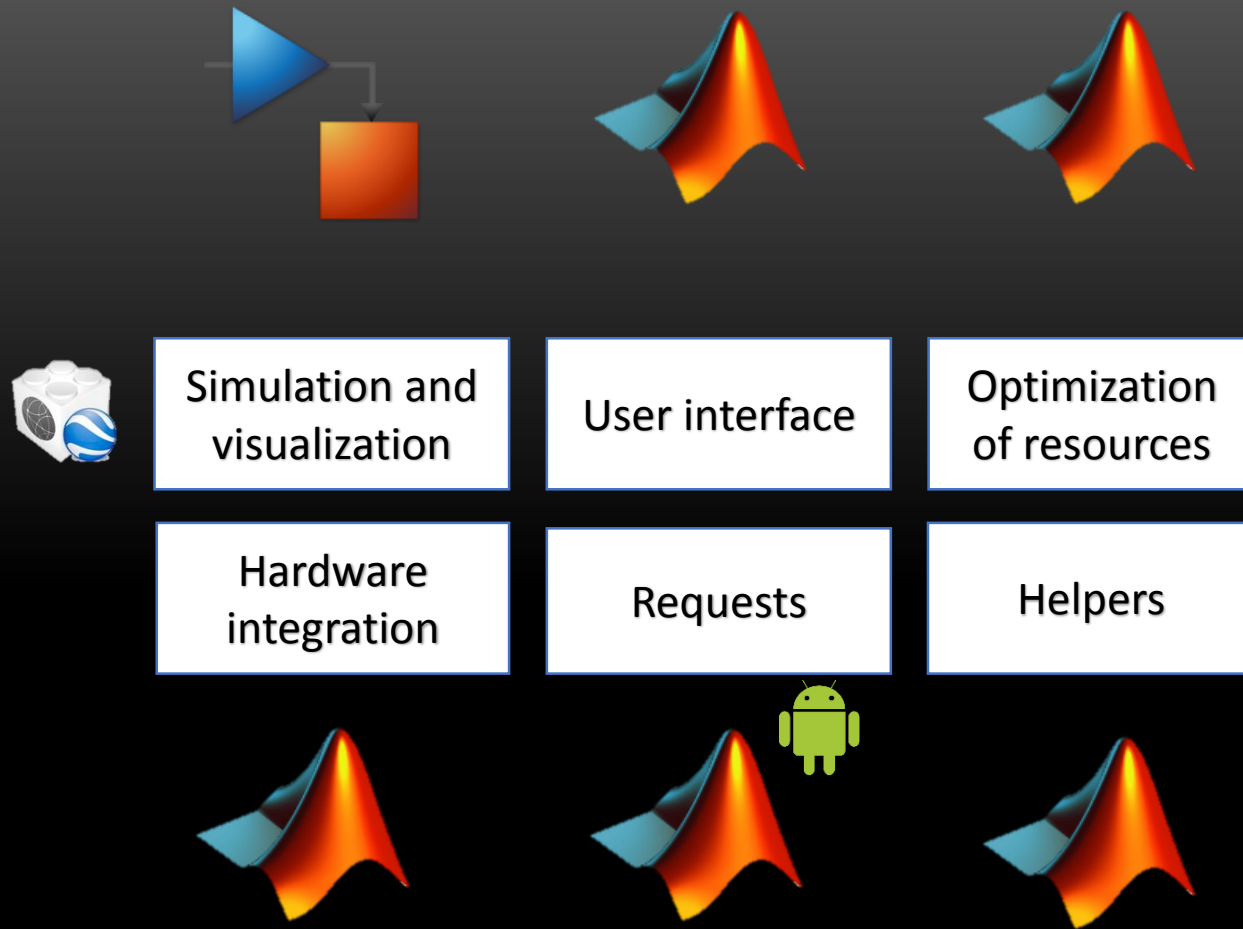 Simulation and
visualization
User interface
Optimization
of resources
Hardware
integration
Requests
Helpers